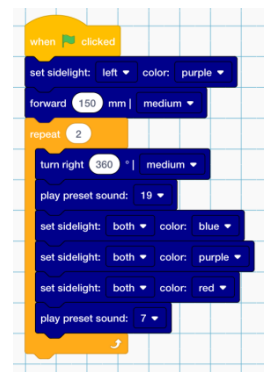 when clicked
set sidelight: left color: purple
forward 150 mm | medium
repeat 2
turn right 360 ° | medium
play preset sound: 19
set sidelight: both color: blue
set sidelight: both color: purple
set sidelight: both color: red
play preset sound: 7